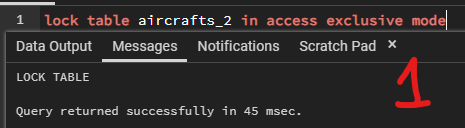 1 lock table aircrafts_2 in access exclusive mode
Data Output Messages Notifications Scratch Pad ×
1
LOCK TABLE
Query returned successfully in 45 msec.